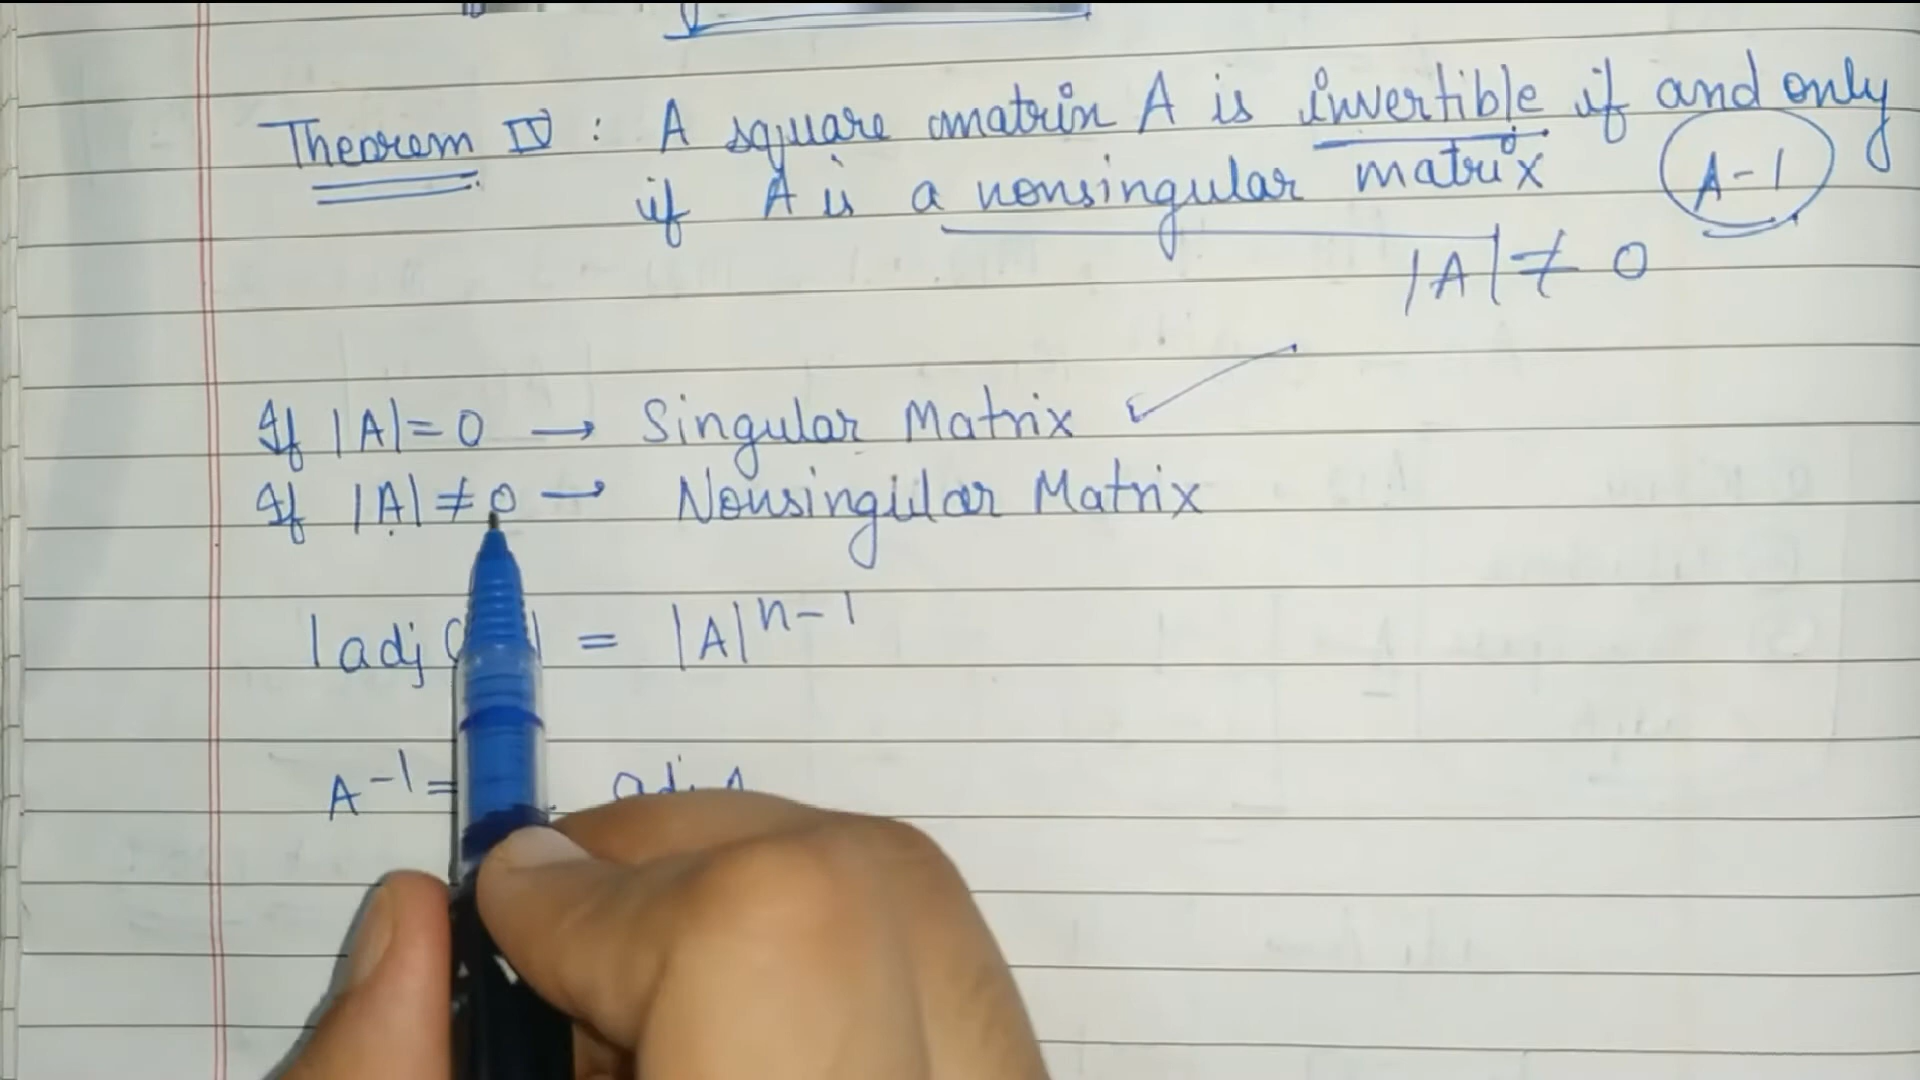 Theorem IV : A square matrix A is invertible if and only
if A is a nonsingular matrix A-1
|A| ≠ 0
If |A| = 0 → Singular Matrix ✓
If |A| ≠ 0 → Nonsingular Matrix
|adj | = |A|^n-1
A^-1 = adj A